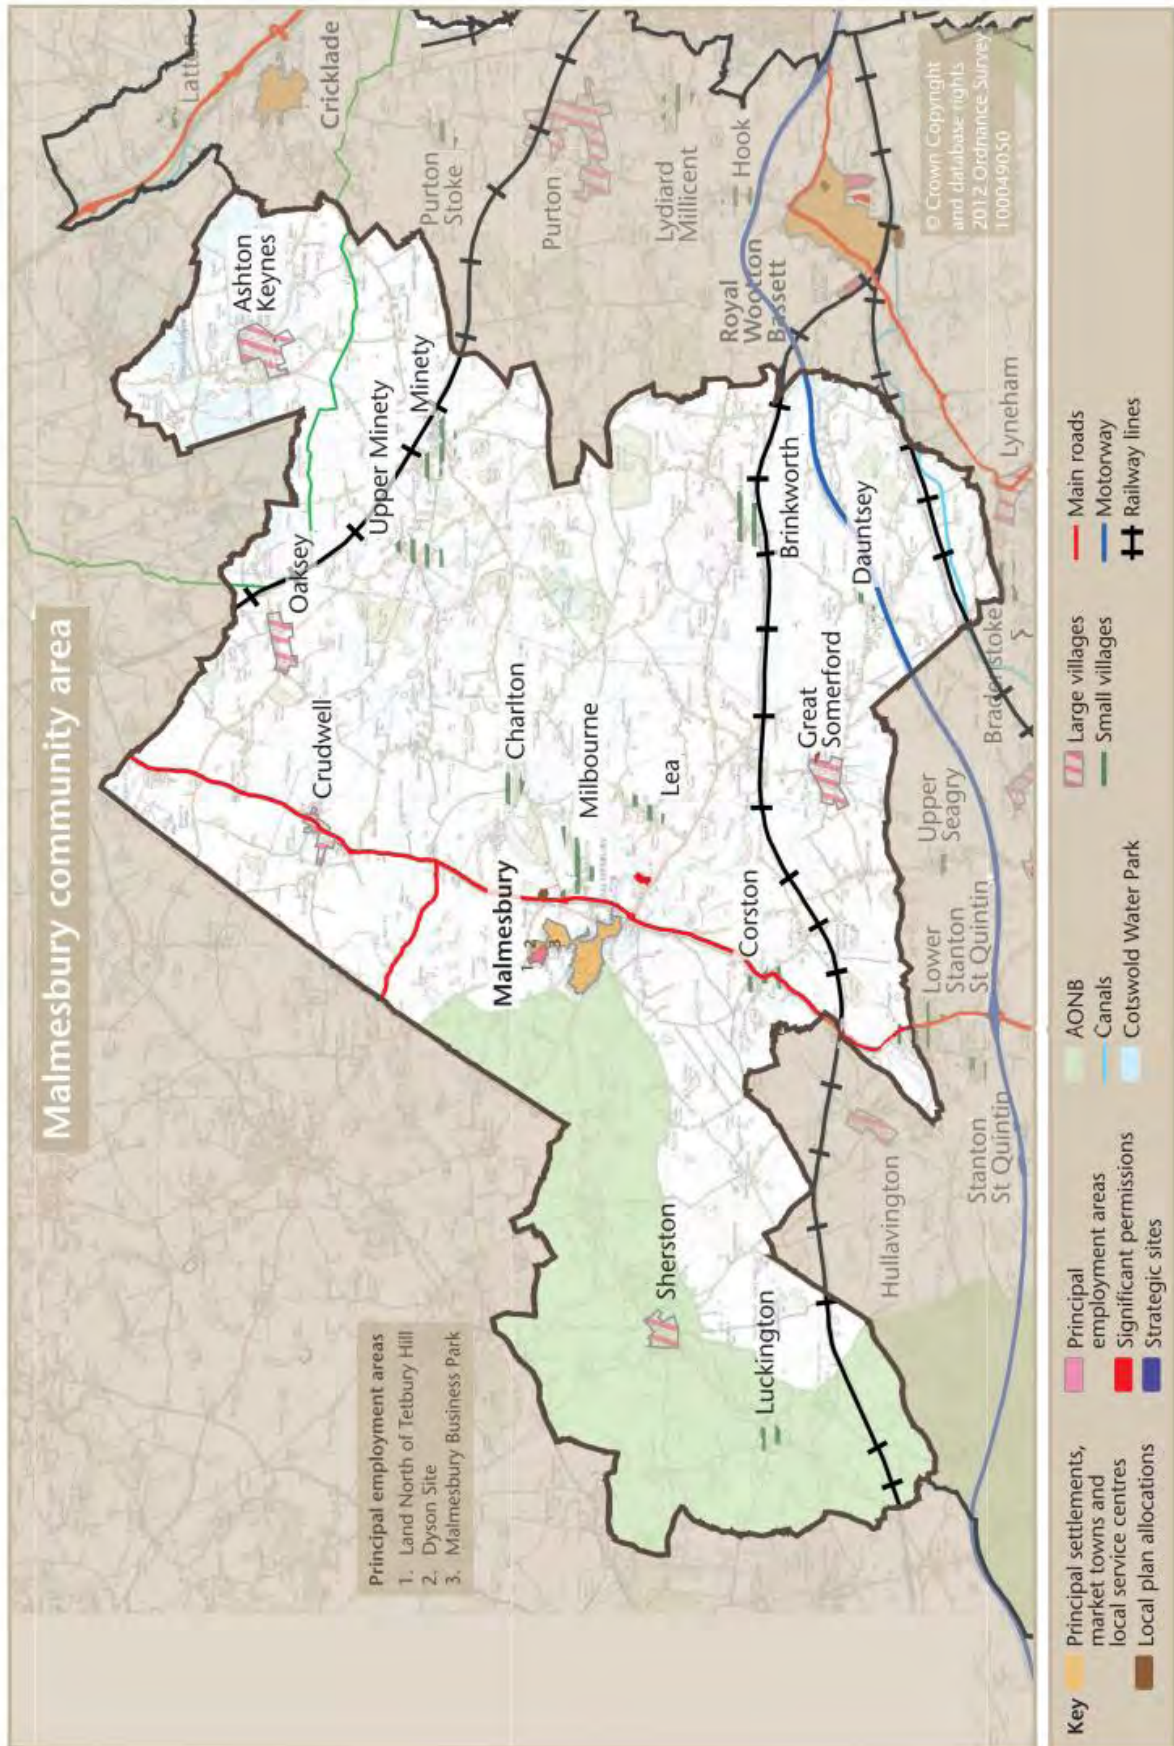 Malmesbury community area
Latton
Cricklade
Ashton
Keynes
Purton
Stoke
Purton
Lydiard
Millicent
Hook
Royal
Wootton
Bassett
Upper Minety
Minety
Oaksey
Crudwell
Charlton
Milbourne
Lea
Malmesbury
1
2
3
Brinkworth
Dauntsey
Great
Somerford
Corston
Lyneham
Bradenstoke
Upper
Seagry
Lower
Stanton
St Quintin
Stanton
St Quintin
Hullavington
Sherston
Luckington
Principal employment areas
1. Land North of Tetbury Hill
2. Dyson Site
3. Malmesbury Business Park
© Crown Copyright
and database rights
2012 Ordnance Survey
100049050
Key
Principal settlements,
market towns and
local service centres
Local plan allocations
Principal
employment areas
Significant permissions
Strategic sites
AONB
Canals
Cotswold Water Park
Large villages
Small villages
Main roads
Motorway
Railway lines